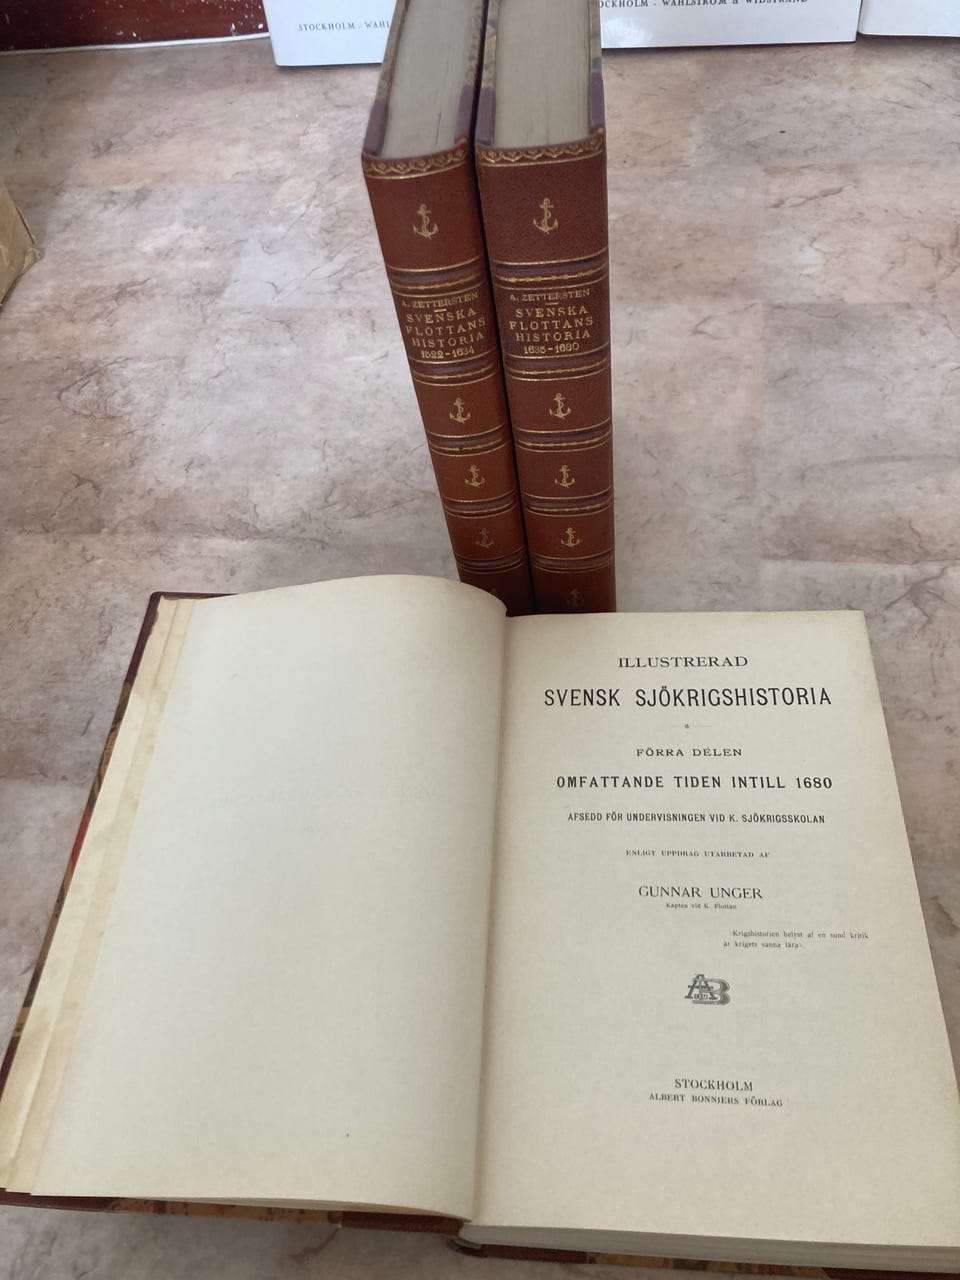 STOCKHOLM . WAHL
STOCKHOLM . WAHLSTRÖM & WIDSTRAND
A. ZETTERSTEN
SVENSKA
FLOTTANS
HISTORIA
1522-1634
A. ZETTERSTEN
SVENSKA
FLOTTANS
HISTORIA
1635-1680
ILLUSTRERAD
SVENSK SJÖKRIGSHISTORIA
FÖRRA DELEN
OMFATTANDE TIDEN INTILL 1680
AFSEDD FÖR UNDERVISNINGEN VID K. SJÖKRIGSSKOLAN
ENLIGT UPPDRAG UTARBETAD AF
GUNNAR UNGER
Kapten vid K. Flottan
»Krigshistorien belyst af en sund kritik
är krigets sanna lära».
STOCKHOLM
ALBERT BONNIERS FÖRLAG